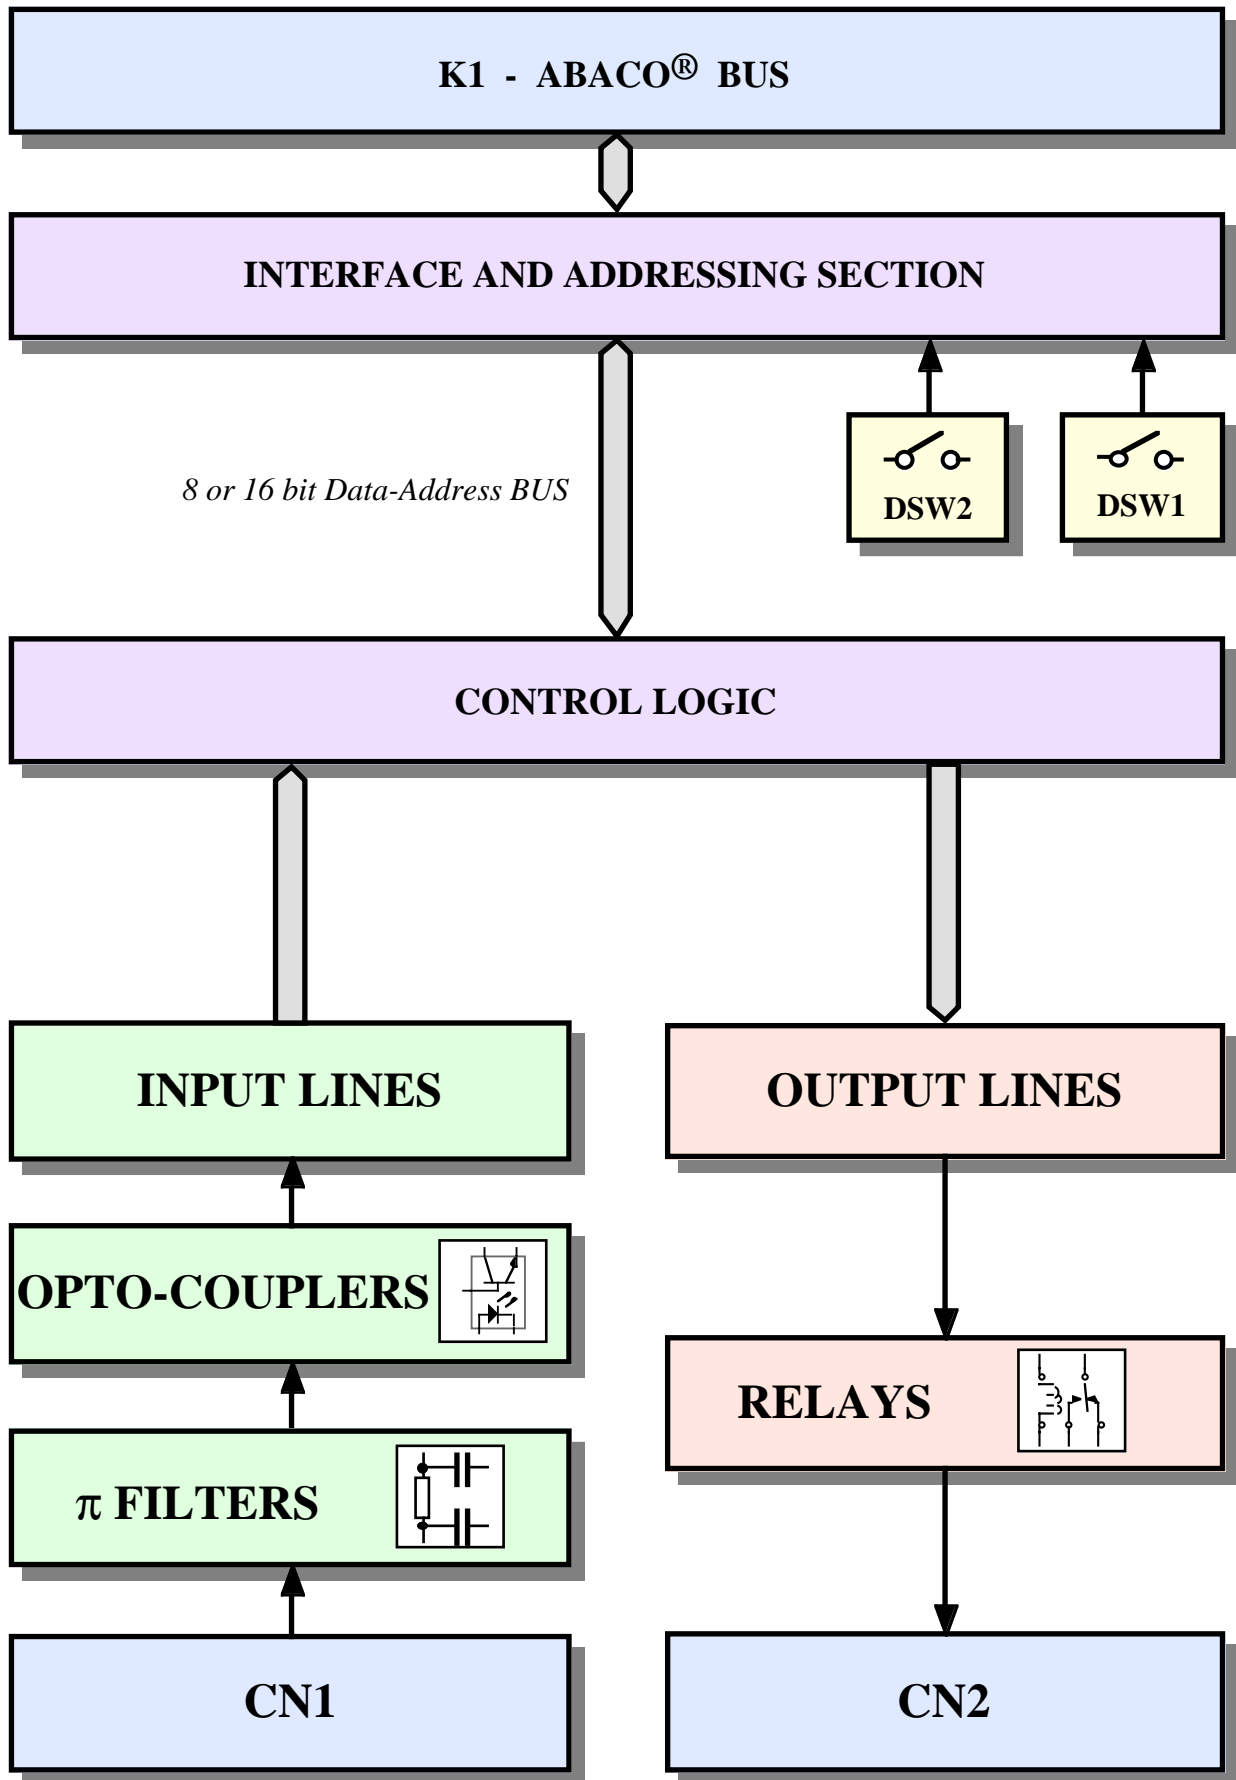 K1 - ABACO® BUS
INTERFACE AND ADDRESSING SECTION
8 or 16 bit Data-Address BUS
DSW2
DSW1
CONTROL LOGIC
INPUT LINES
OUTPUT LINES
OPTO-COUPLERS
RELAYS
π FILTERS
CN1
CN2